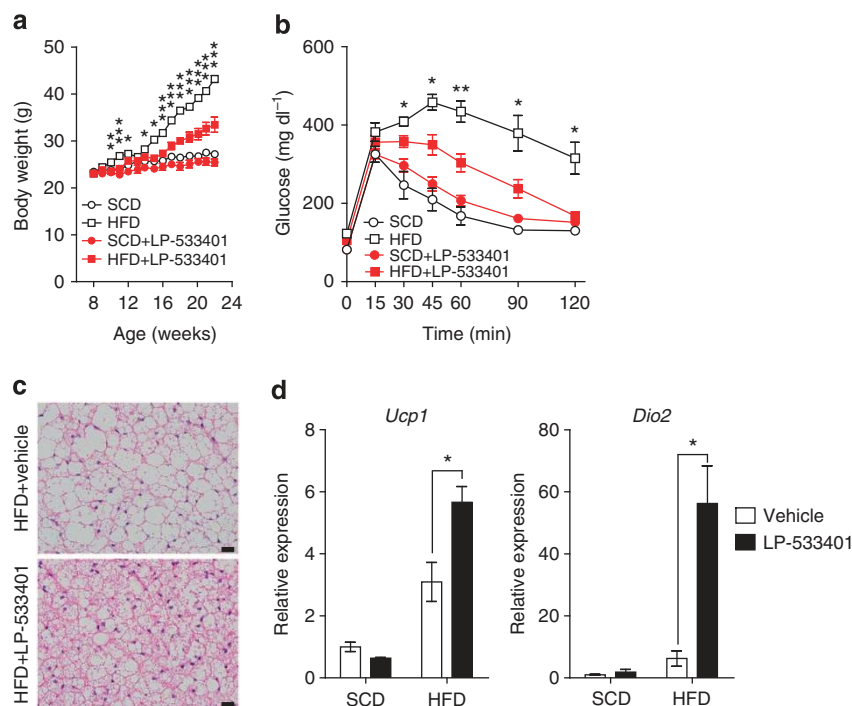 a
Body weight (g)
50
40
30
20
10
0
8 12 16 20 24
Age (weeks)
SCD
HFD
SCD+LP-533401
HFD+LP-533401
b
Glucose (mg dl⁻¹)
600
400
200
0
* * ** * *
0 15 30 45 60 90 120
Time (min)
SCD
HFD
SCD+LP-533401
HFD+LP-533401
c
HFD+vehicle
HFD+LP-533401
d
Ucp1
Relative expression
8
6
4
2
0
*
SCD HFD
Dio2
Relative expression
80
60
40
20
0
*
SCD HFD
Vehicle
LP-533401